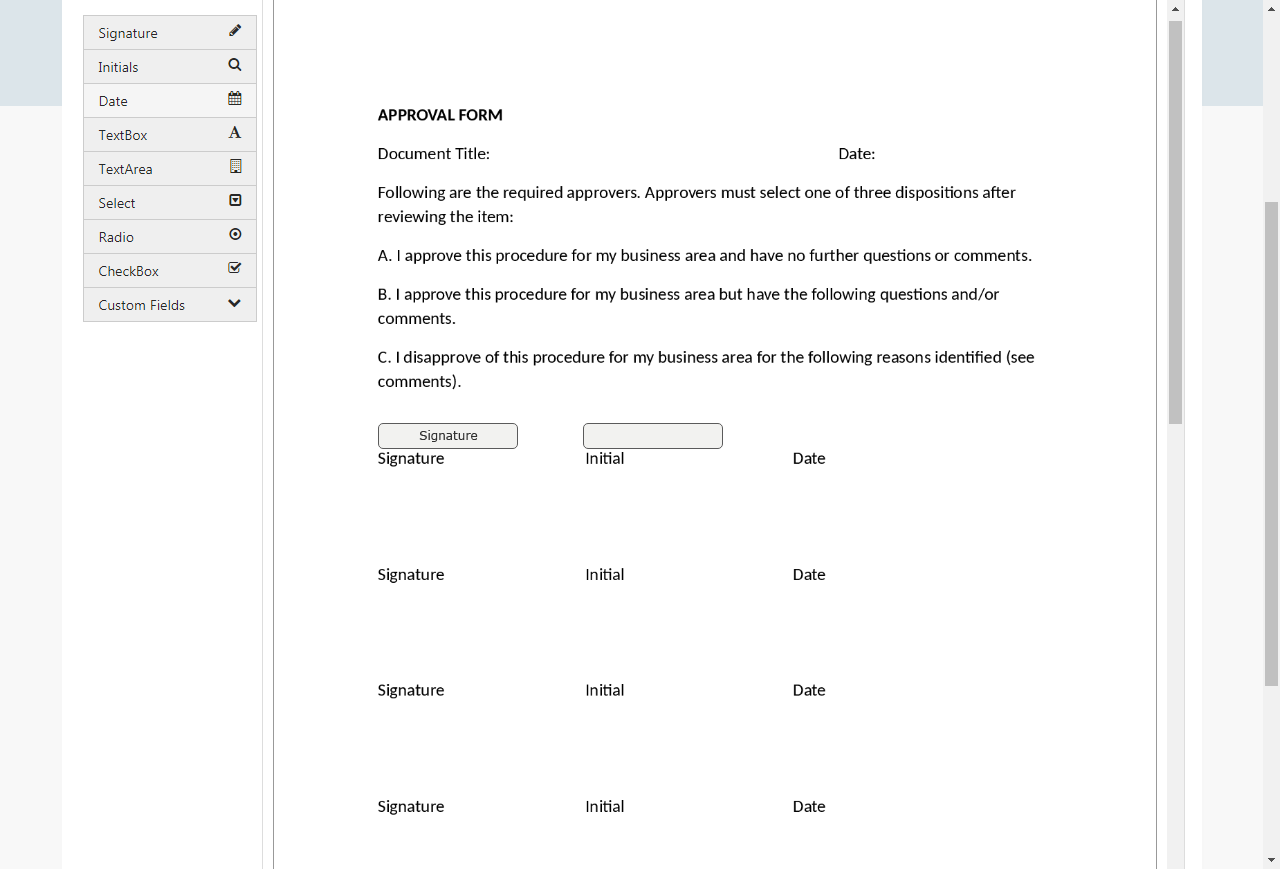 Signature
Initials
Date
TextBox
TextArea
Select
Radio
CheckBox
Custom Fields
APPROVAL FORM
Document Title: Date:
Following are the required approvers. Approvers must select one of three dispositions after
reviewing the item:
A. I approve this procedure for my business area and have no further questions or comments.
B. I approve this procedure for my business area but have the following questions and/or
comments.
C. I disapprove of this procedure for my business area for the following reasons identified (see
comments).
Signature
Signature Initial Date
Signature Initial Date
Signature Initial Date
Signature Initial Date